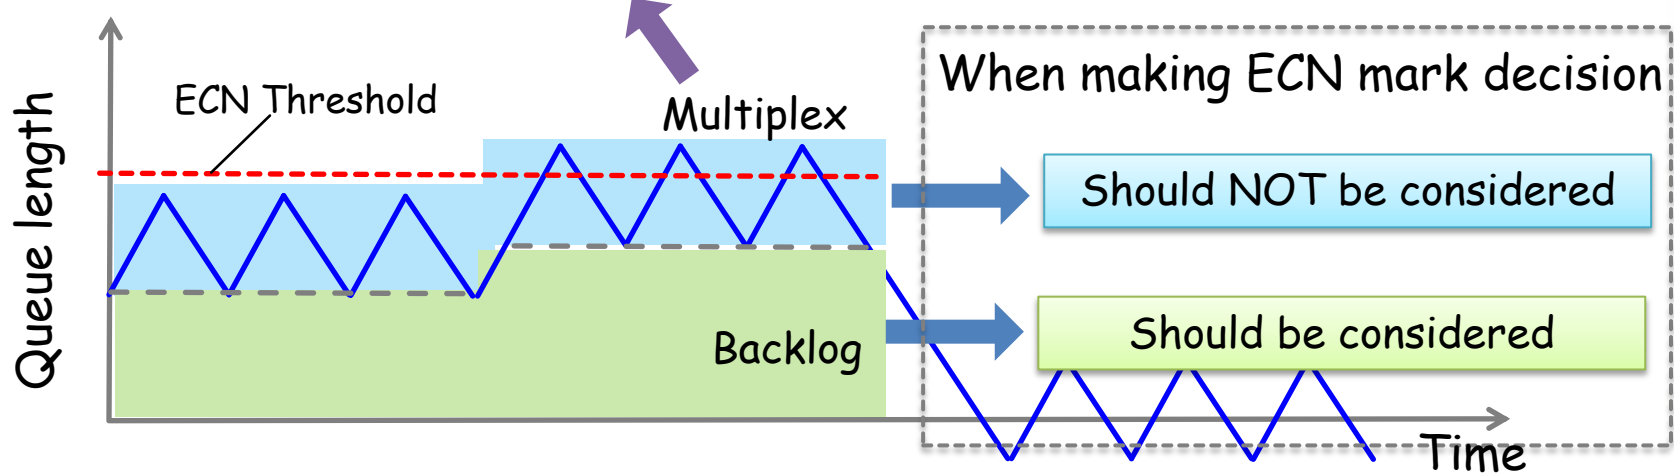 When making ECN mark decision
ECN Threshold
Multiplex
Queue length
Should NOT be considered
Should be considered
Backlog
Time